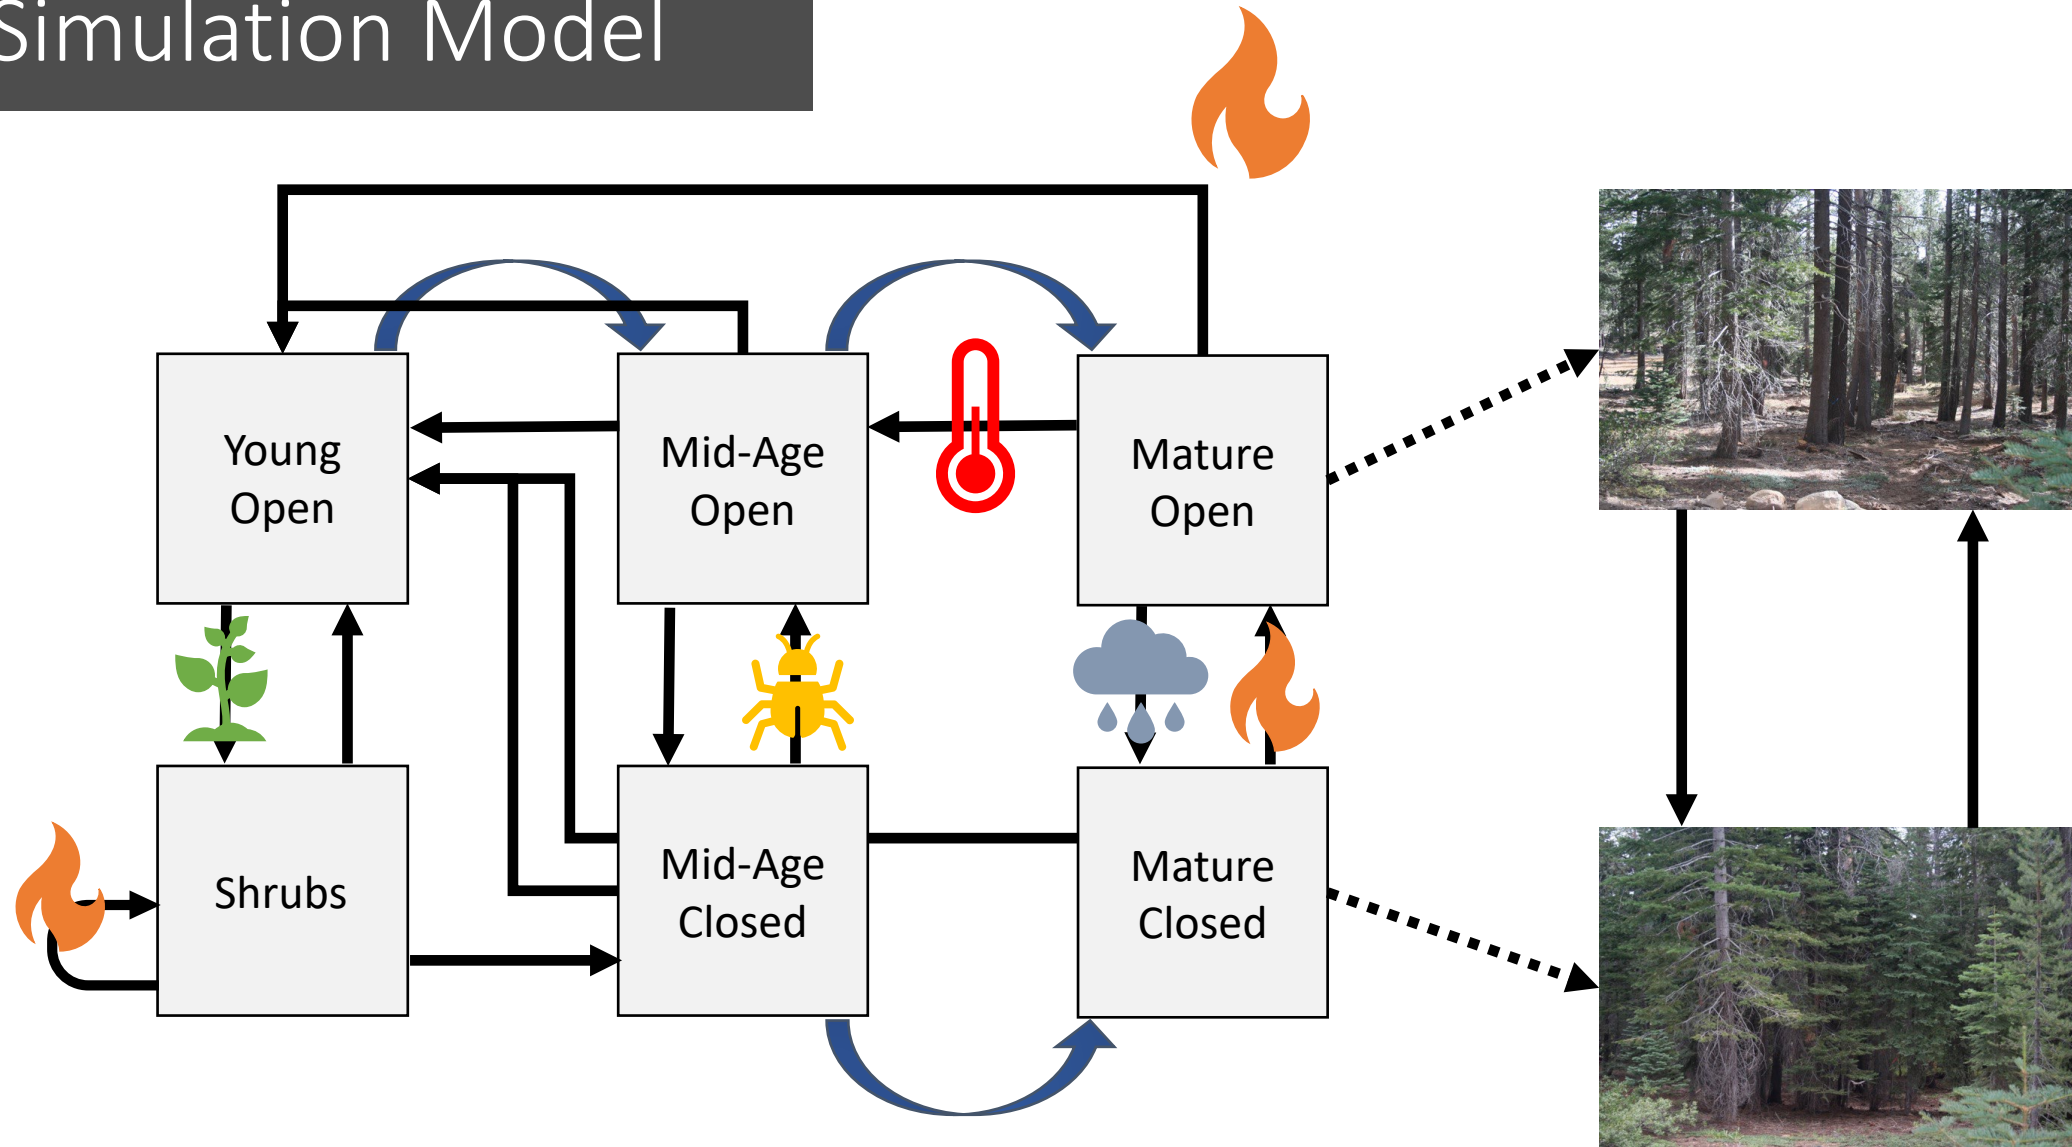 Simulation Model
Young
Open
Mid-Age
Open
Mature
Open
Shrubs
Mid-Age
Closed
Mature
Closed